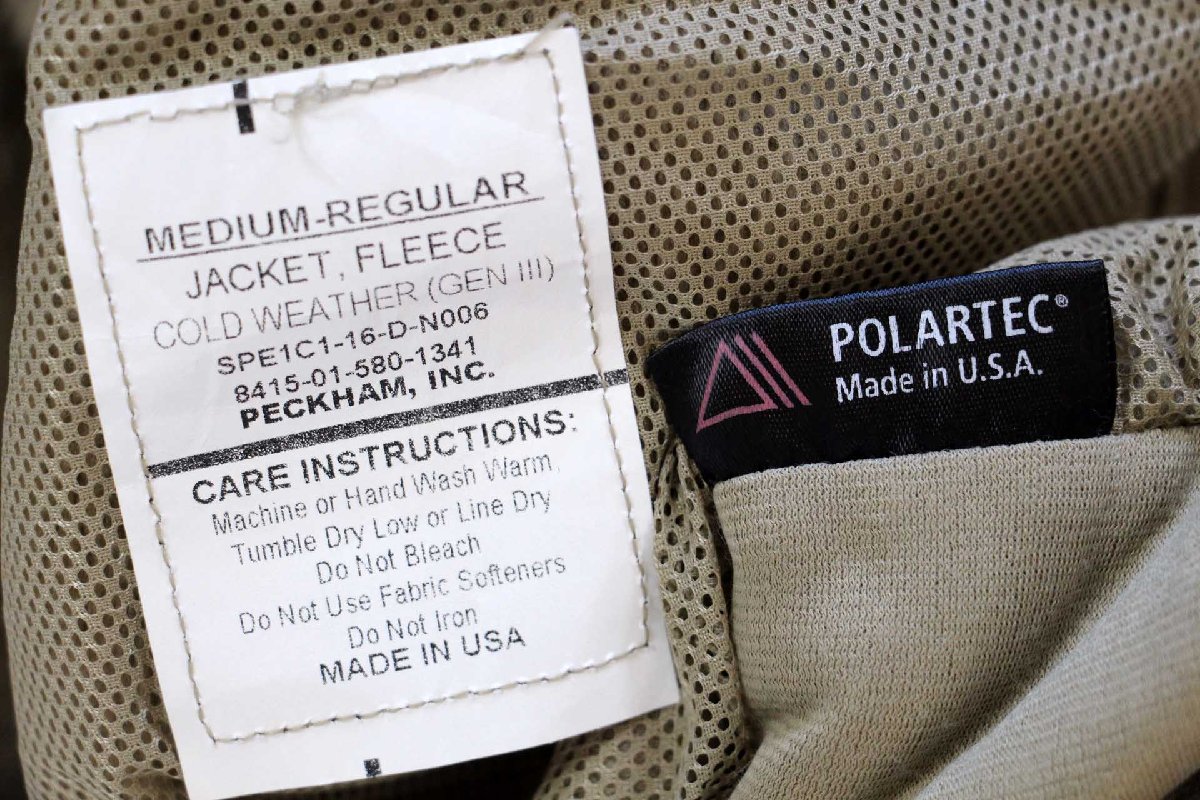 MEDIUM-REGULAR
JACKET, FLEECE
COLD WEATHER (GEN III)
SPE1C1-16-D-N006
8415-01-580-1341
PECKHAM, INC.
CARE INSTRUCTIONS:
Machine or Hand Wash Warm,
Tumble Dry Low or Line Dry
Do Not Bleach
Do Not Use Fabric Softeners
Do Not Iron
MADE IN USA
POLARTEC®
Made in U.S.A.